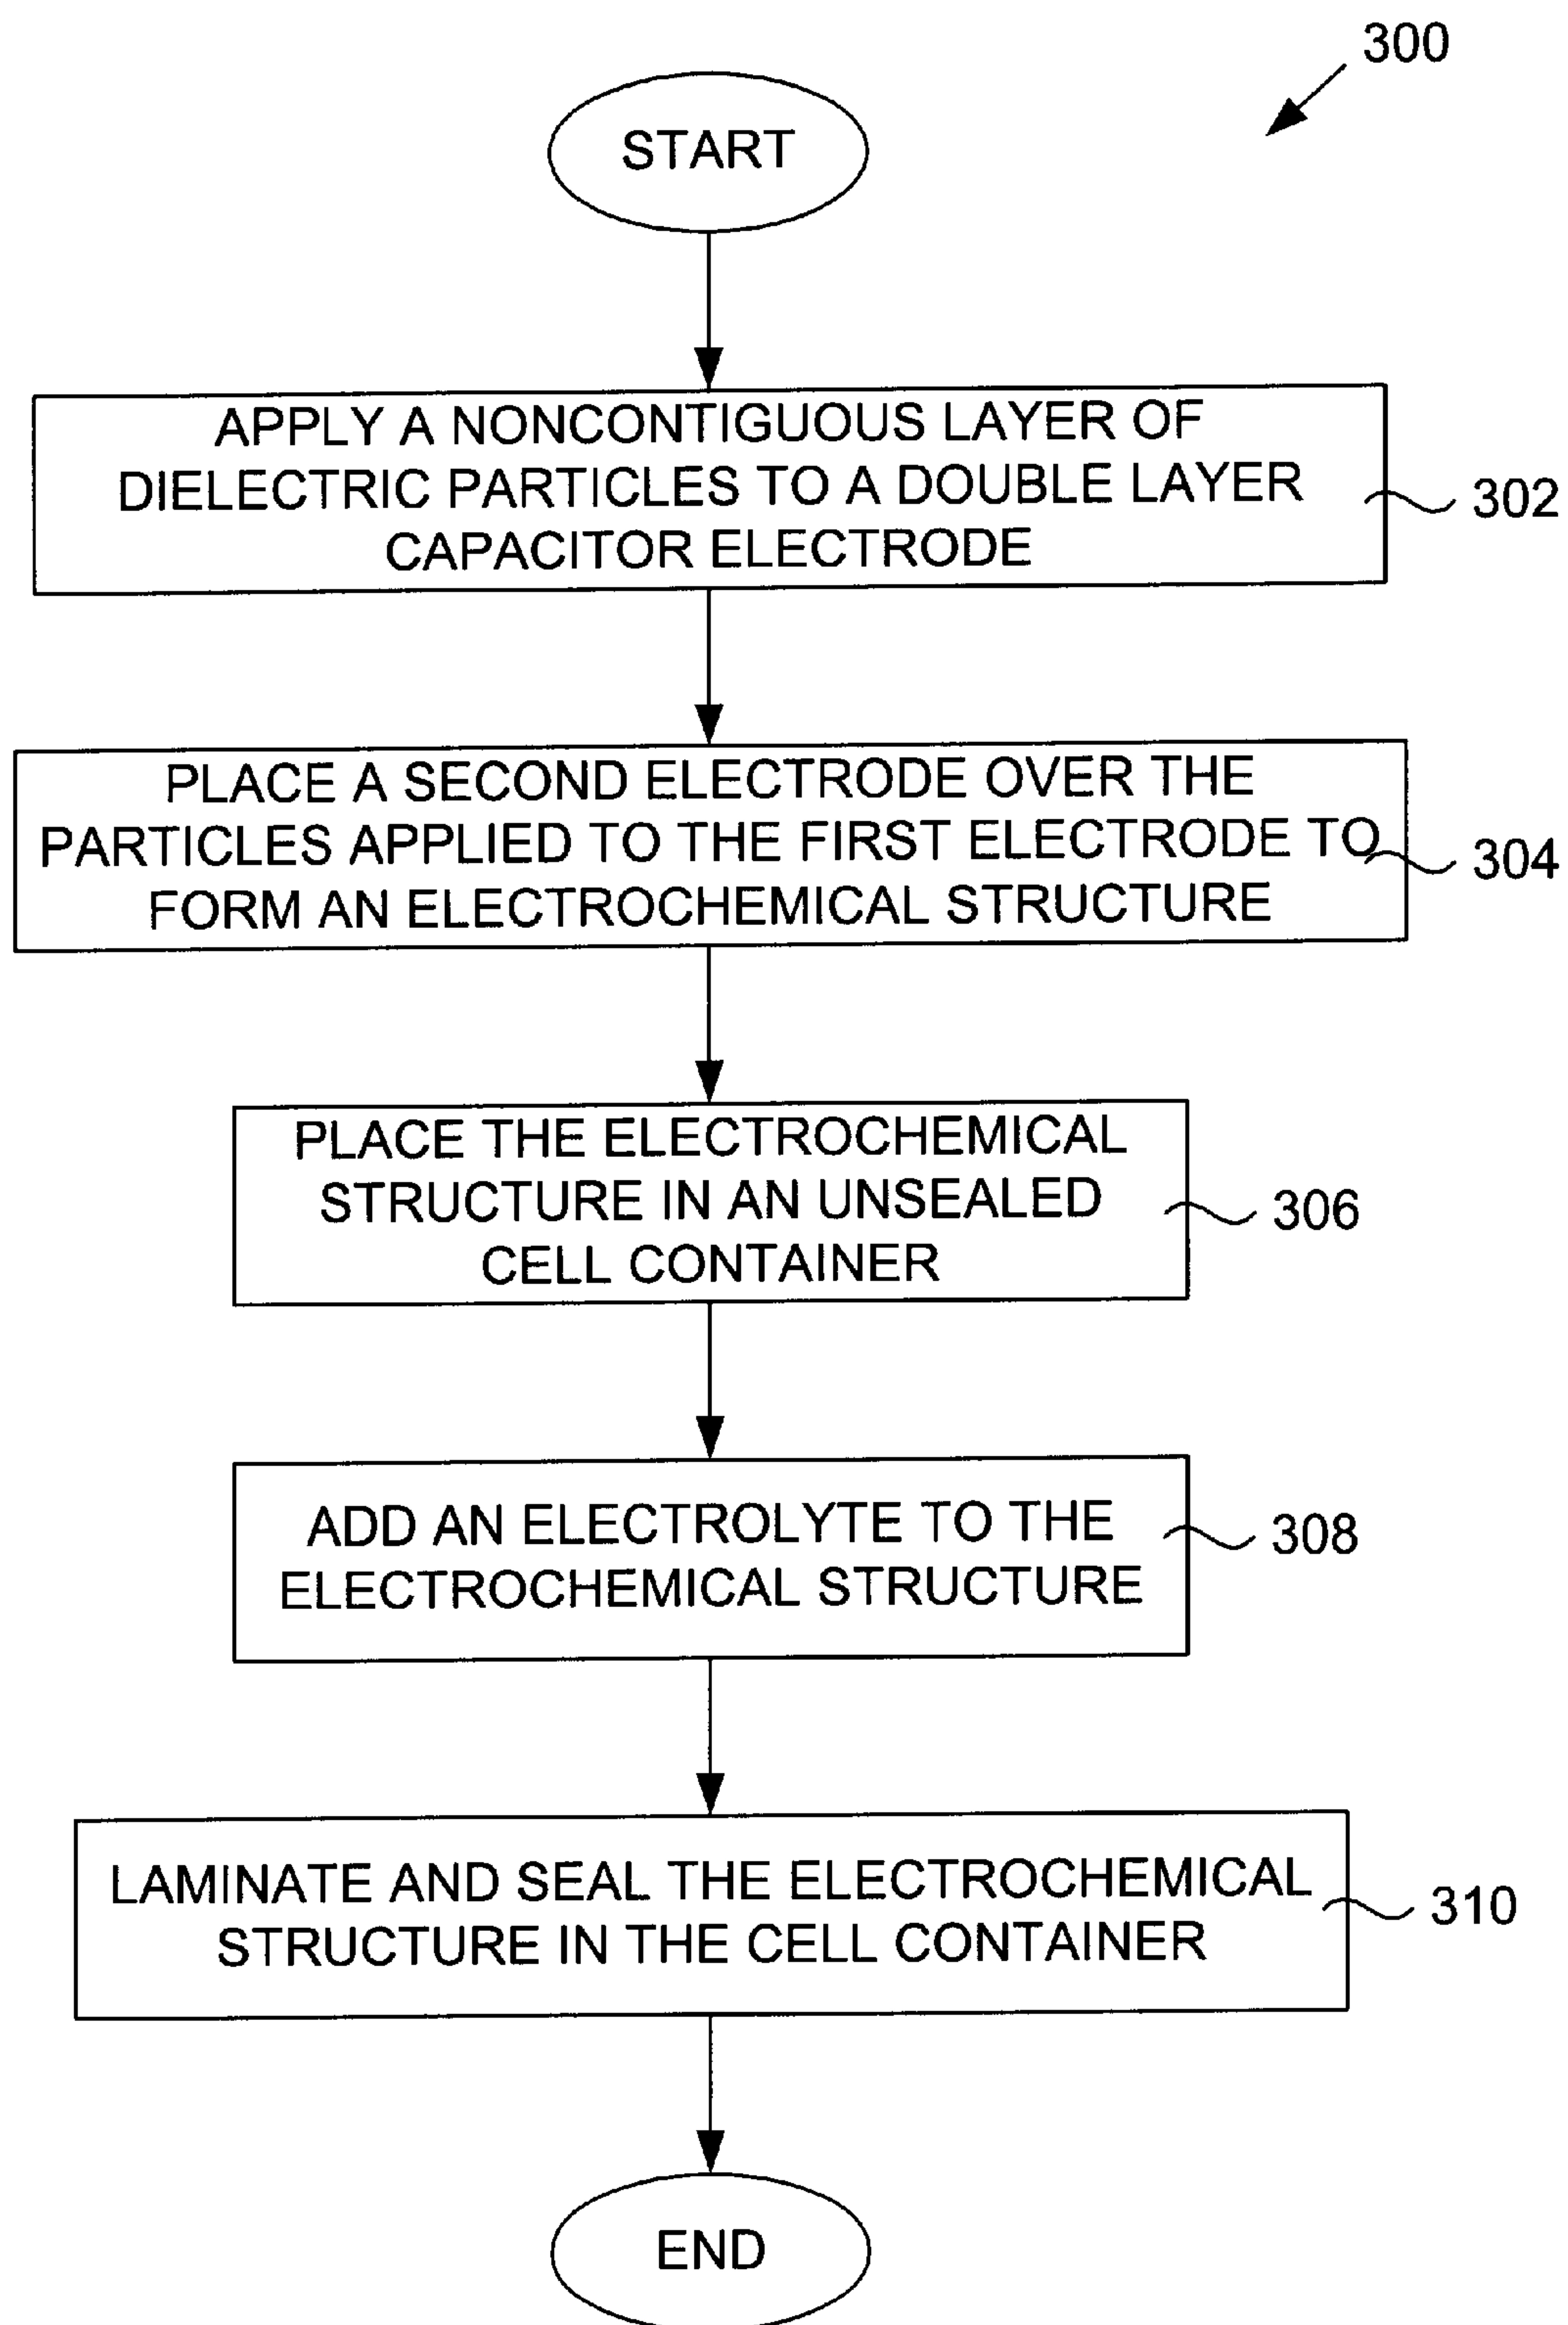 300
START
APPLY A NONCONTIGUOUS LAYER OF
DIELECTRIC PARTICLES TO A DOUBLE LAYER
CAPACITOR ELECTRODE
302
PLACE A SECOND ELECTRODE OVER THE
PARTICLES APPLIED TO THE FIRST ELECTRODE TO
FORM AN ELECTROCHEMICAL STRUCTURE
304
PLACE THE ELECTROCHEMICAL
STRUCTURE IN AN UNSEALED
CELL CONTAINER
306
ADD AN ELECTROLYTE TO THE
ELECTROCHEMICAL STRUCTURE
308
LAMINATE AND SEAL THE ELECTROCHEMICAL
STRUCTURE IN THE CELL CONTAINER
310
END